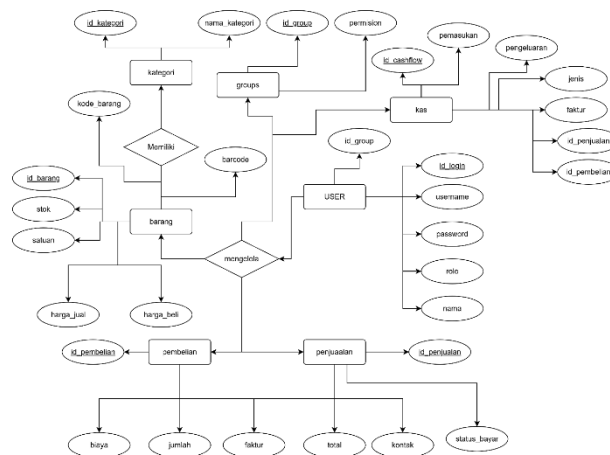 id_kategori
nama_kategori
id_group
permision
pemasukan
id_cashflow
pengeluaran
kategori
groups
kas
jenis
kode_barang
faktur
Memiliki
id_group
id_penjualan
barcode
id_login
id_pembelian
id_barang
USER
username
stok
barang
satuan
password
mengelola
rolo
harga_jual
harga_beli
nama
id_pembelian
pembelian
penjuaalan
id_penjualan
biaya
jumlah
faktur
total
kontak
status_bayar